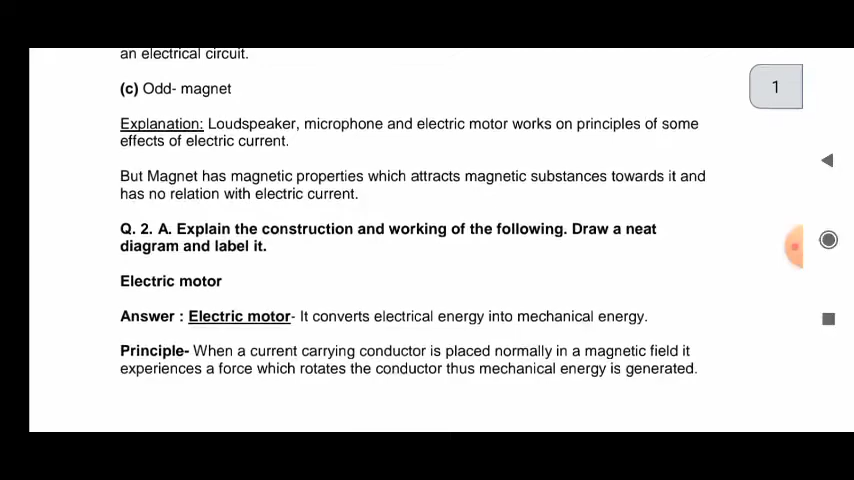 an electrical circuit.
(c) Odd- magnet
1
Explanation: Loudspeaker, microphone and electric motor works on principles of some
effects of electric current.
But Magnet has magnetic properties which attracts magnetic substances towards it and
has no relation with electric current.
Q. 2. A. Explain the construction and working of the following. Draw a neat
diagram and label it.
Electric motor
Answer : Electric motor- It converts electrical energy into mechanical energy.
Principle- When a current carrying conductor is placed normally in a magnetic field it
experiences a force which rotates the conductor thus mechanical energy is generated.